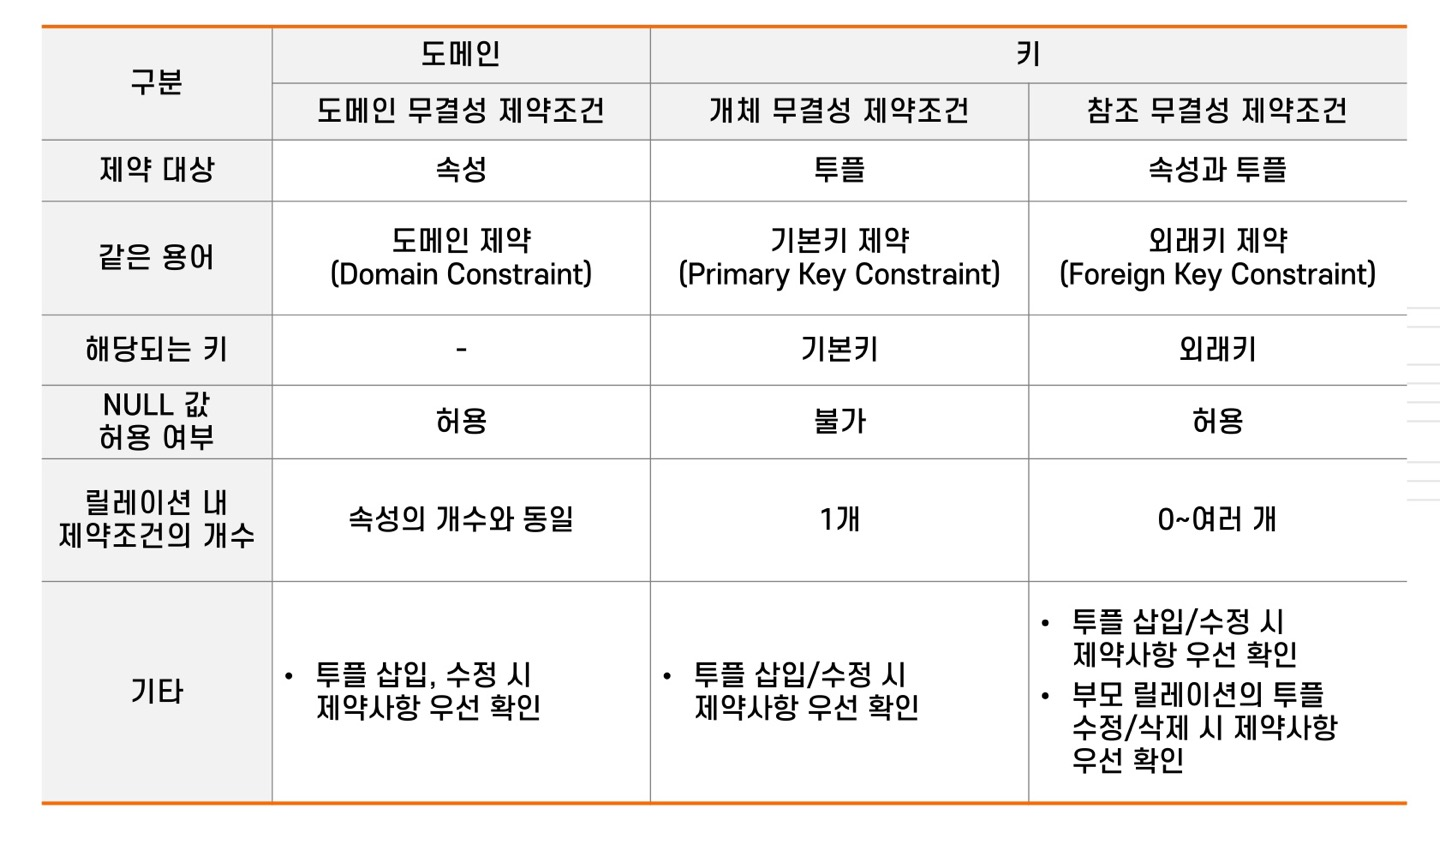 구분
도메인
키
도메인 무결성 제약조건
개체 무결성 제약조건
참조 무결성 제약조건
제약 대상
속성
투플
속성과 투플
같은 용어
도메인 제약
(Domain Constraint)
기본키 제약
(Primary Key Constraint)
외래키 제약
(Foreign Key Constraint)
해당되는 키
-
기본키
외래키
NULL 값
허용 여부
허용
불가
허용
릴레이션 내
제약조건의 개수
속성의 개수와 동일
1개
0~여러 개
기타
• 투플 삽입, 수정 시
제약사항 우선 확인
• 투플 삽입/수정 시
제약사항 우선 확인
• 투플 삽입/수정 시
제약사항 우선 확인
• 부모 릴레이션의 투플
수정/삭제 시 제약사항
우선 확인